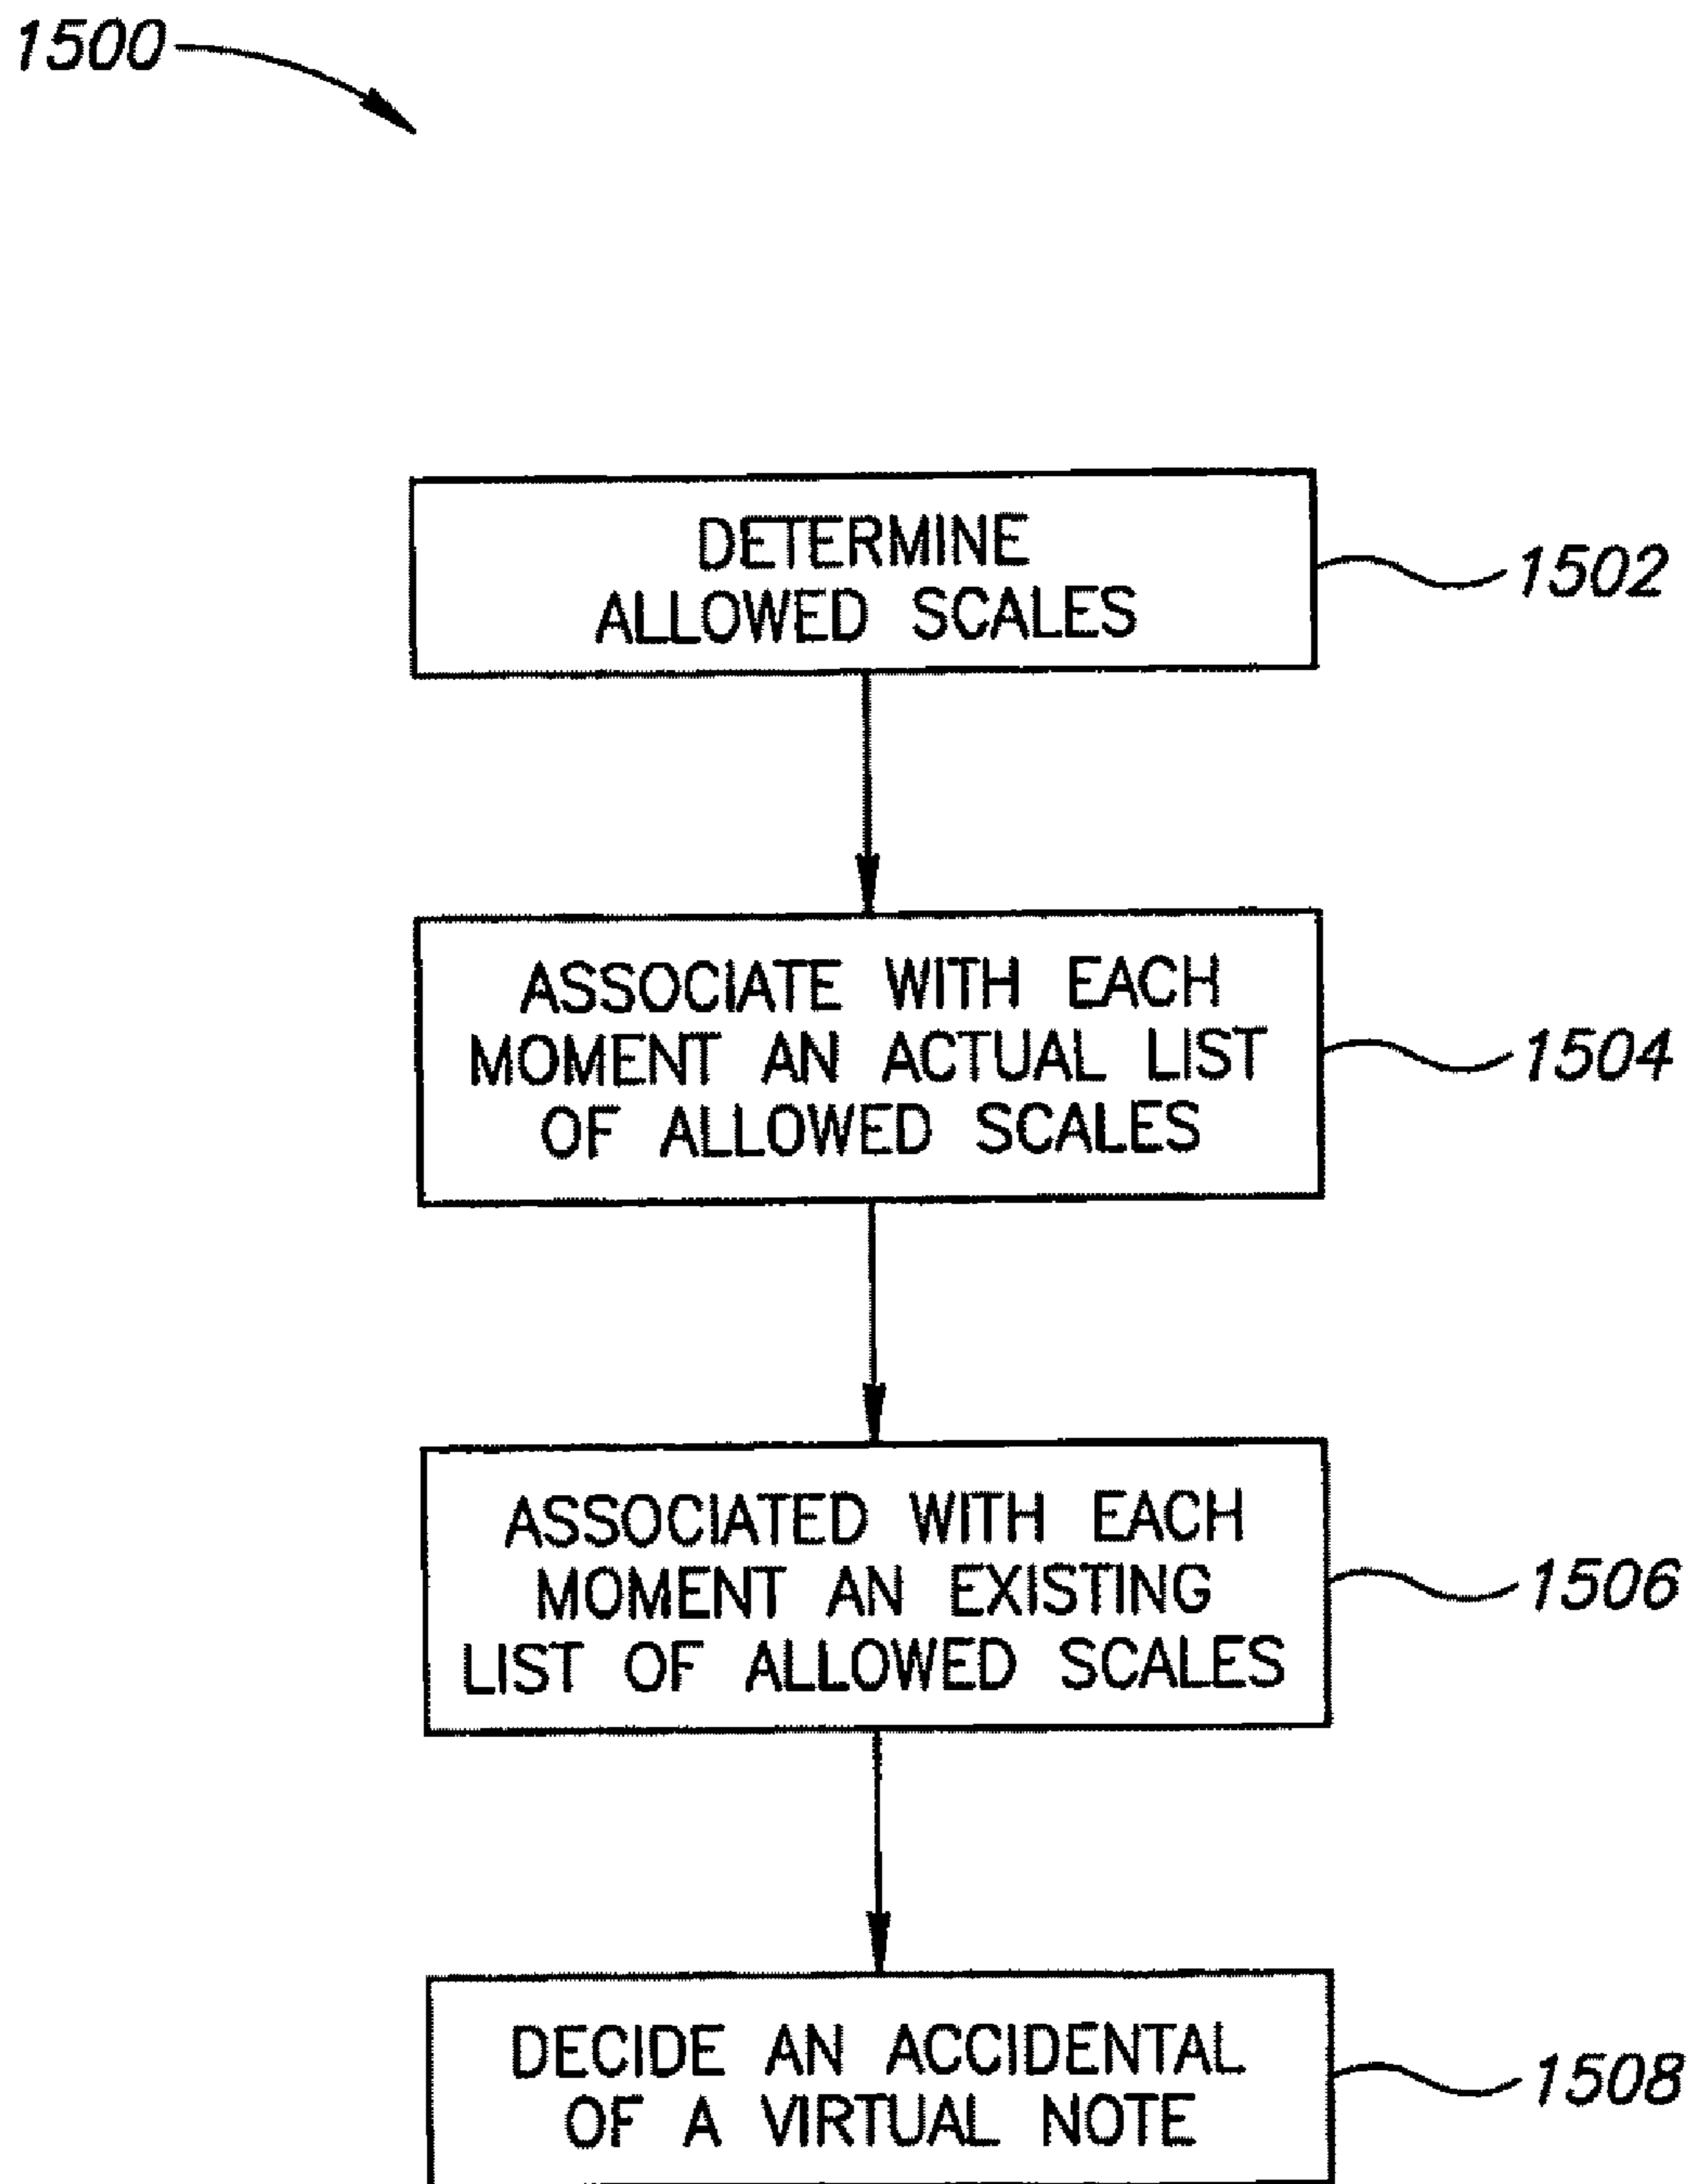 1500
DETERMINE
ALLOWED SCALES
1502
ASSOCIATE WITH EACH
MOMENT AN ACTUAL LIST
OF ALLOWED SCALES
1504
ASSOCIATED WITH EACH
MOMENT AN EXISTING
LIST OF ALLOWED SCALES
1506
DECIDE AN ACCIDENTAL
OF A VIRTUAL NOTE
1508